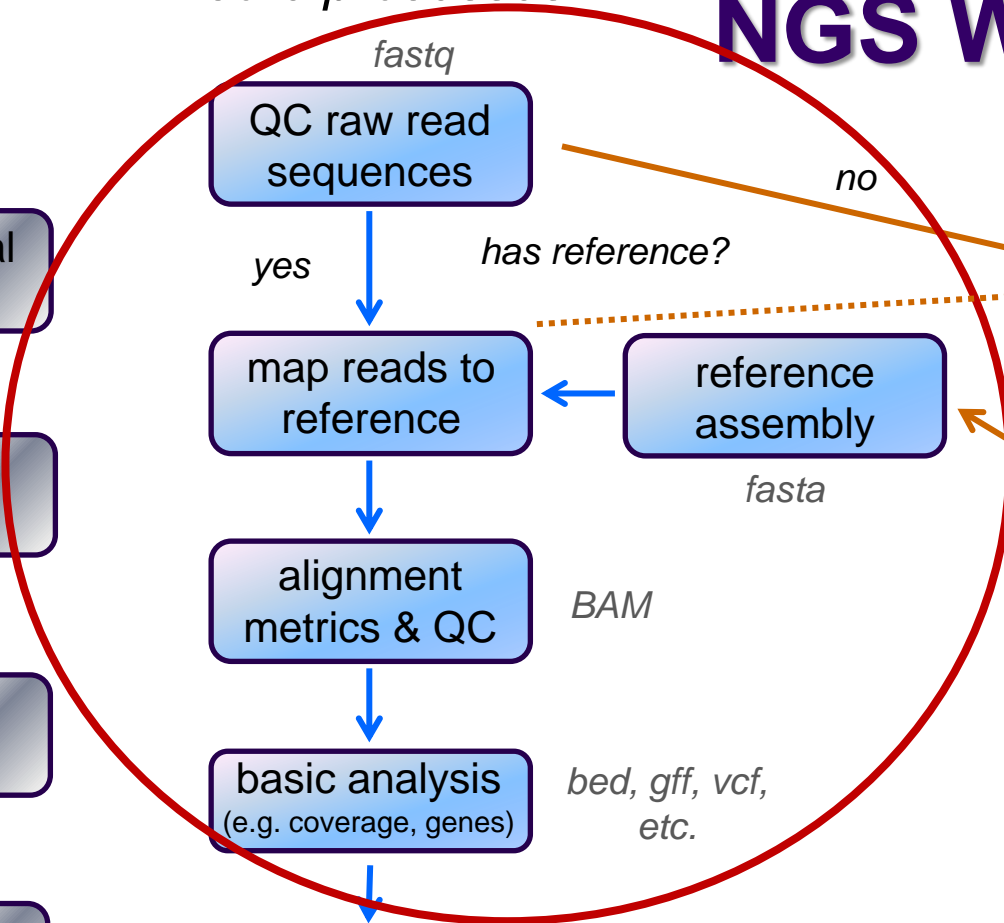 NGS W
fastq
QC raw read
sequences
no
al
has reference?
yes
map reads to
reference
reference
assembly
fasta
alignment
metrics & QC
BAM
basic analysis
(e.g. coverage, genes)
bed, gff, vcf,
etc.